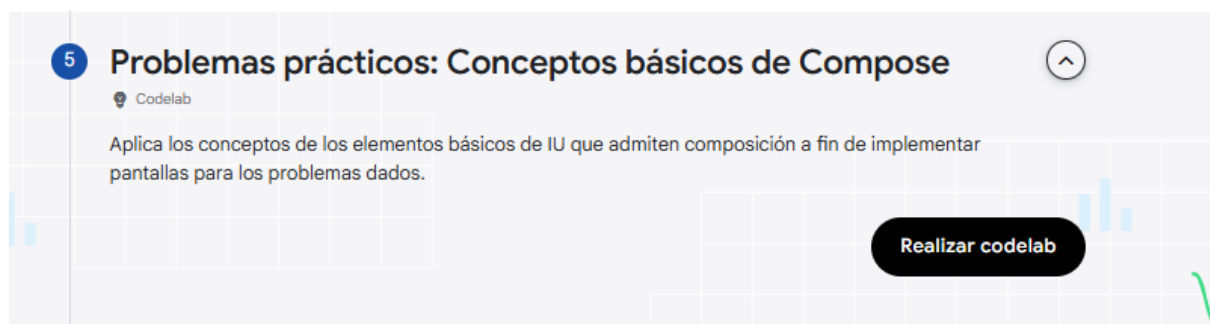 5
Problemas prácticos: Conceptos básicos de Compose
Codelab
Aplica los conceptos de los elementos básicos de IU que admiten composición a fin de implementar
pantallas para los problemas dados.
Realizar codelab